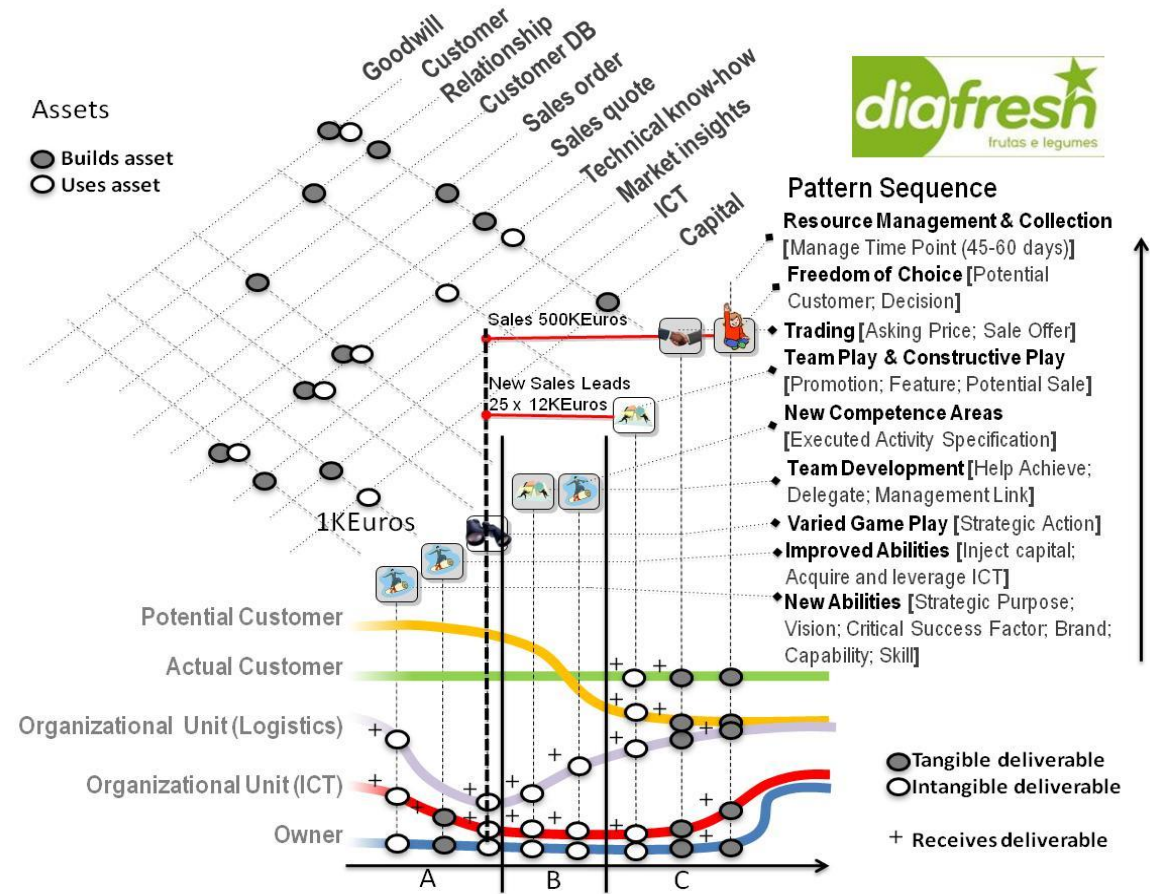 Assets
Builds asset
Uses asset
Goodwill
Customer
Relationship
Customer DB
Sales order
Sales quote
Technical know-how
Market insights
ICT
Capital
diafresh
frutas e legumes
Pattern Sequence
Resource Management & Collection
[Manage Time Point (45-60 days)]
Freedom of Choice [Potential
Customer; Decision]
Trading [Asking Price; Sale Offer]
Team Play & Constructive Play
[Promotion; Feature; Potential Sale]
New Competence Areas
[Executed Activity Specification]
Team Development [Help Achieve;
Delegate; Management Link]
Varied Game Play [Strategic Action]
Improved Abilities [Inject capital;
Acquire and leverage ICT]
New Abilities [Strategic Purpose;
Vision; Critical Success Factor; Brand;
Capability; Skill]
Sales 500KEuros
New Sales Leads
25 x 12KEuros
1KEuros
Potential Customer
Actual Customer
Organizational Unit (Logistics)
Organizational Unit (ICT)
Owner
Tangible deliverable
Intangible deliverable
+ Receives deliverable
A
B
C